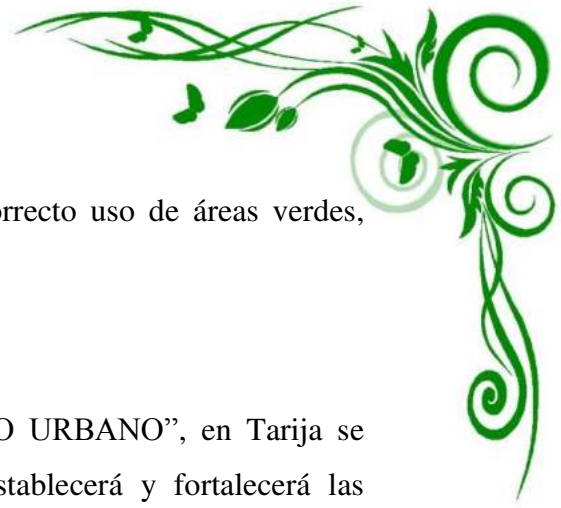 orrecto uso de áreas verdes,
O URBANO”, en Tarija se
stablecerá y fortalecerá las